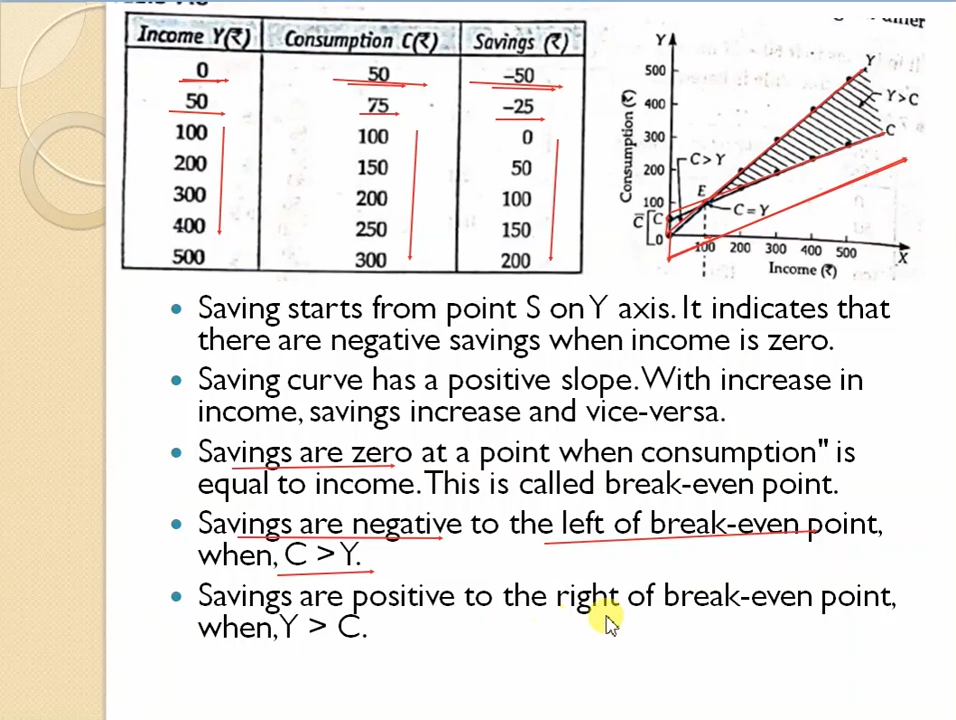 Income Y(₹) Consumption C(₹) Savings (₹)
0 50 –50
50 75 –25
100 100 0
200 150 50
300 200 100
400 250 150
500 300 200
Y
500
400
300
200
100
0
Consumption (₹)
Y
Y>C
C
C>Y
E
C=Y
C̅
C
100 200 300 400 500
X
Income (₹)
• Saving starts from point S on Y axis. It indicates that
there are negative savings when income is zero.
• Saving curve has a positive slope. With increase in
income, savings increase and vice-versa.
• Savings are zero at a point when consumption" is
equal to income. This is called break-even point.
• Savings are negative to the left of break-even point,
when, C > Y.
• Savings are positive to the right of break-even point,
when, Y > C.